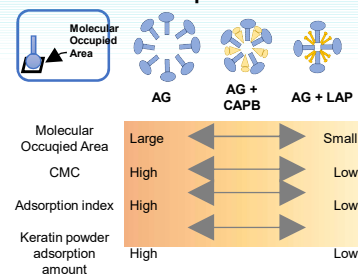 Molecular
Occupied
Area
AG
AG +
CAPB
AG + LAP
Molecular
Occuqied Area
Large
Small
CMC
High
Low
Adsorption index
High
Low
Keratin powder
adsorption
amount
High
Low